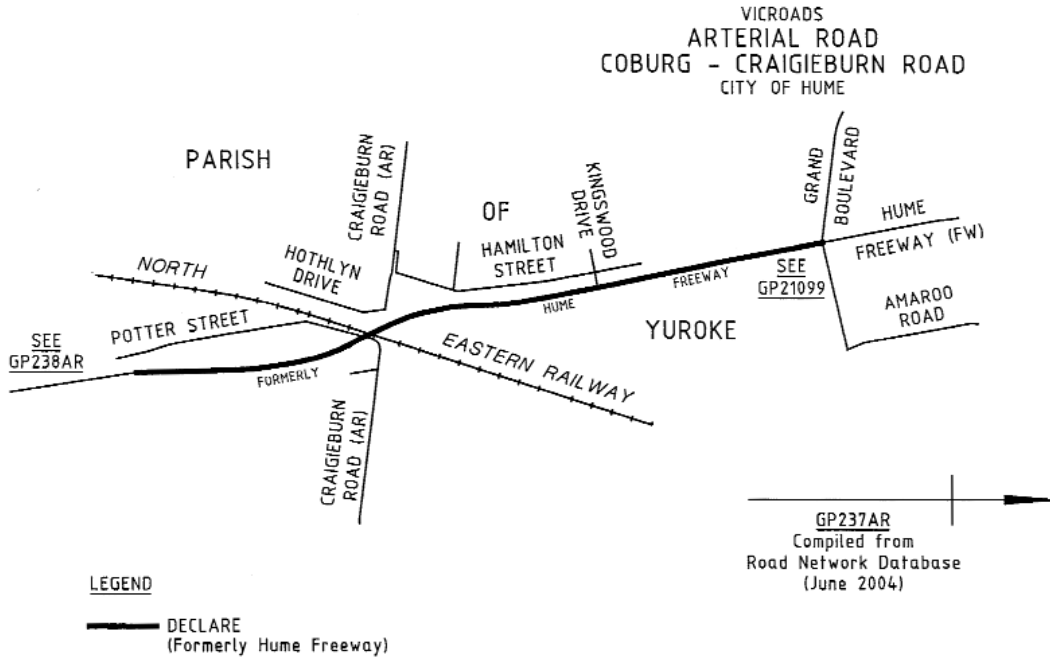 VICROADS
ARTERIAL ROAD
COBURG - CRAIGIEBURN ROAD
CITY OF HUME
PARISH
CRAIGIEBURN
ROAD (AR)
OF
KINGSWOOD
DRIVE
GRAND
BOULEVARD
HUME
FREEWAY (FW)
HOTHLYN
DRIVE
HAMILTON
STREET
NORTH
FREEWAY
SEE
GP21099
HUME
AMAROO
ROAD
POTTER STREET
YUROKE
SEE
GP238AR
EASTERN RAILWAY
FORMERLY
CRAIGIEBURN
ROAD (AR)
GP237AR
Compiled from
Road Network Database
(June 2004)
LEGEND
DECLARE
(Formerly Hume Freeway)